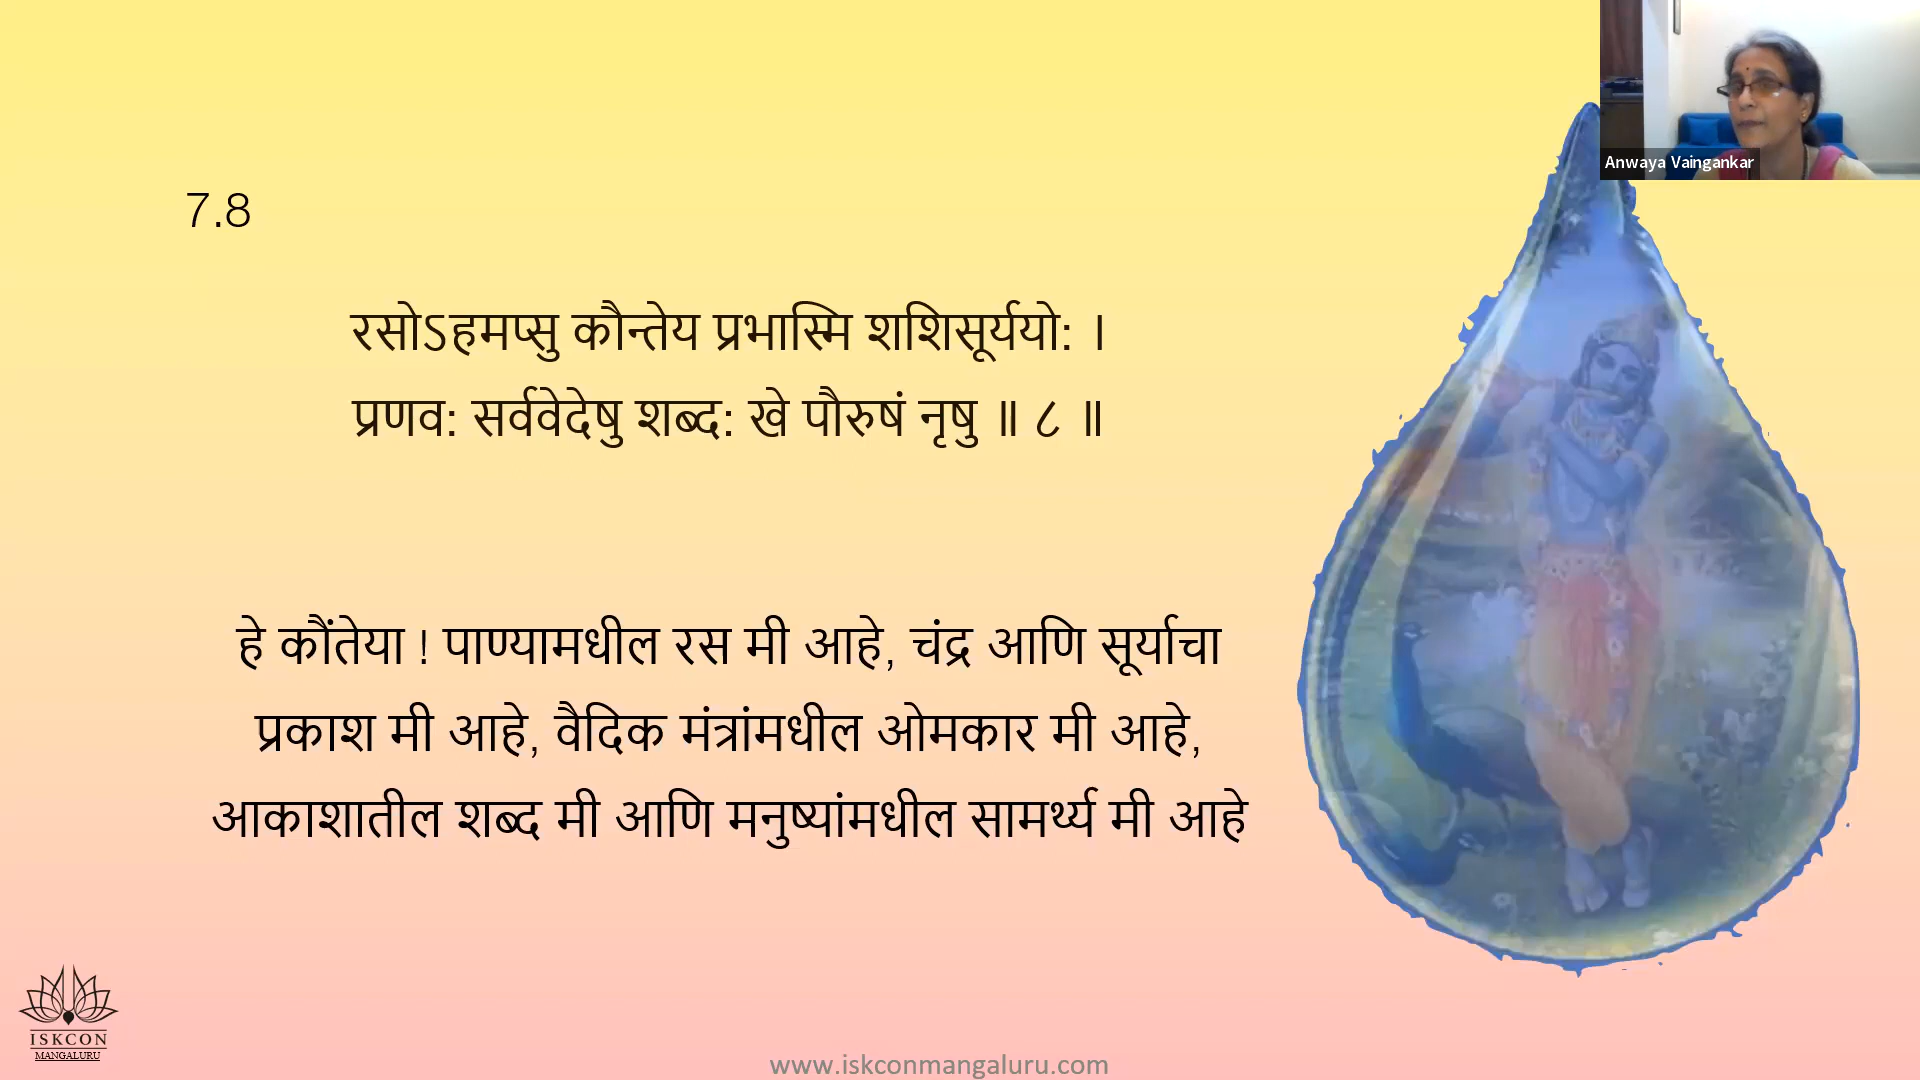 Anwaya Vaingankar
7.8
रसोऽहमप्सु कौन्तेय प्रभास्मि शशिसूर्ययो: ।
प्रणव: सर्ववेदेषु शब्द: खे पौरुषं नृषु ॥ ८ ॥
हे कौंतेया ! पाण्यामधील रस मी आहे, चंद्र आणि सूर्याचा
प्रकाश मी आहे, वैदिक मंत्रांमधील ओमकार मी आहे,
आकाशातील शब्द मी आणि मनुष्यांमधील सामर्थ्य मी आहे
ISKCON
MANGALURU
www.iskconmangaluru.com